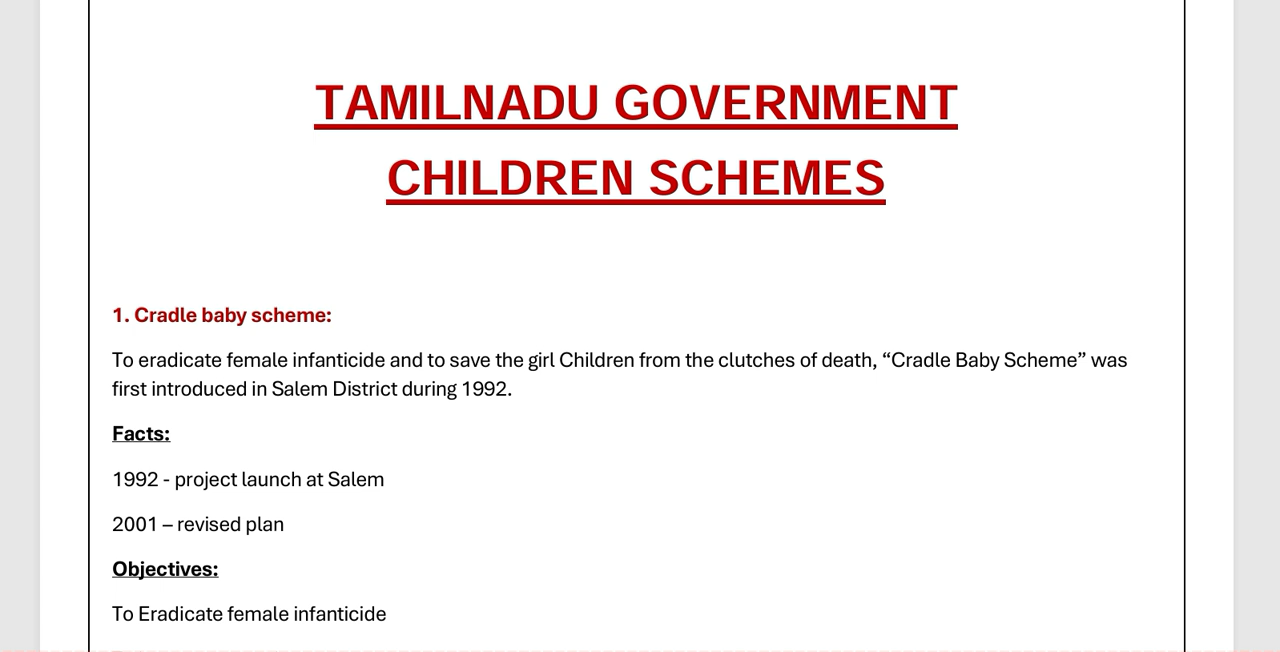 TAMILNADU GOVERNMENT
CHILDREN SCHEMES
1. Cradle baby scheme:
To eradicate female infanticide and to save the girl Children from the clutches of death, “Cradle Baby Scheme” was
first introduced in Salem District during 1992.
Facts:
1992 - project launch at Salem
2001 – revised plan
Objectives:
To Eradicate female infanticide